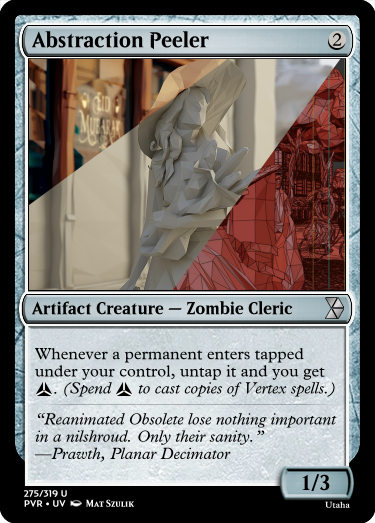 Abstraction Peeler
2
Artifact Creature — Zombie Cleric
Whenever a permanent enters tapped
under your control, untap it and you get
. (Spend to cast copies of Vertex spells.)
“Reanimated Obsolete lose nothing important
in a nilshroud. Only their sanity.”
—Prawth, Planar Decimator
1/3
275/319 U
PVR • UV Mat Szulik
Utaha